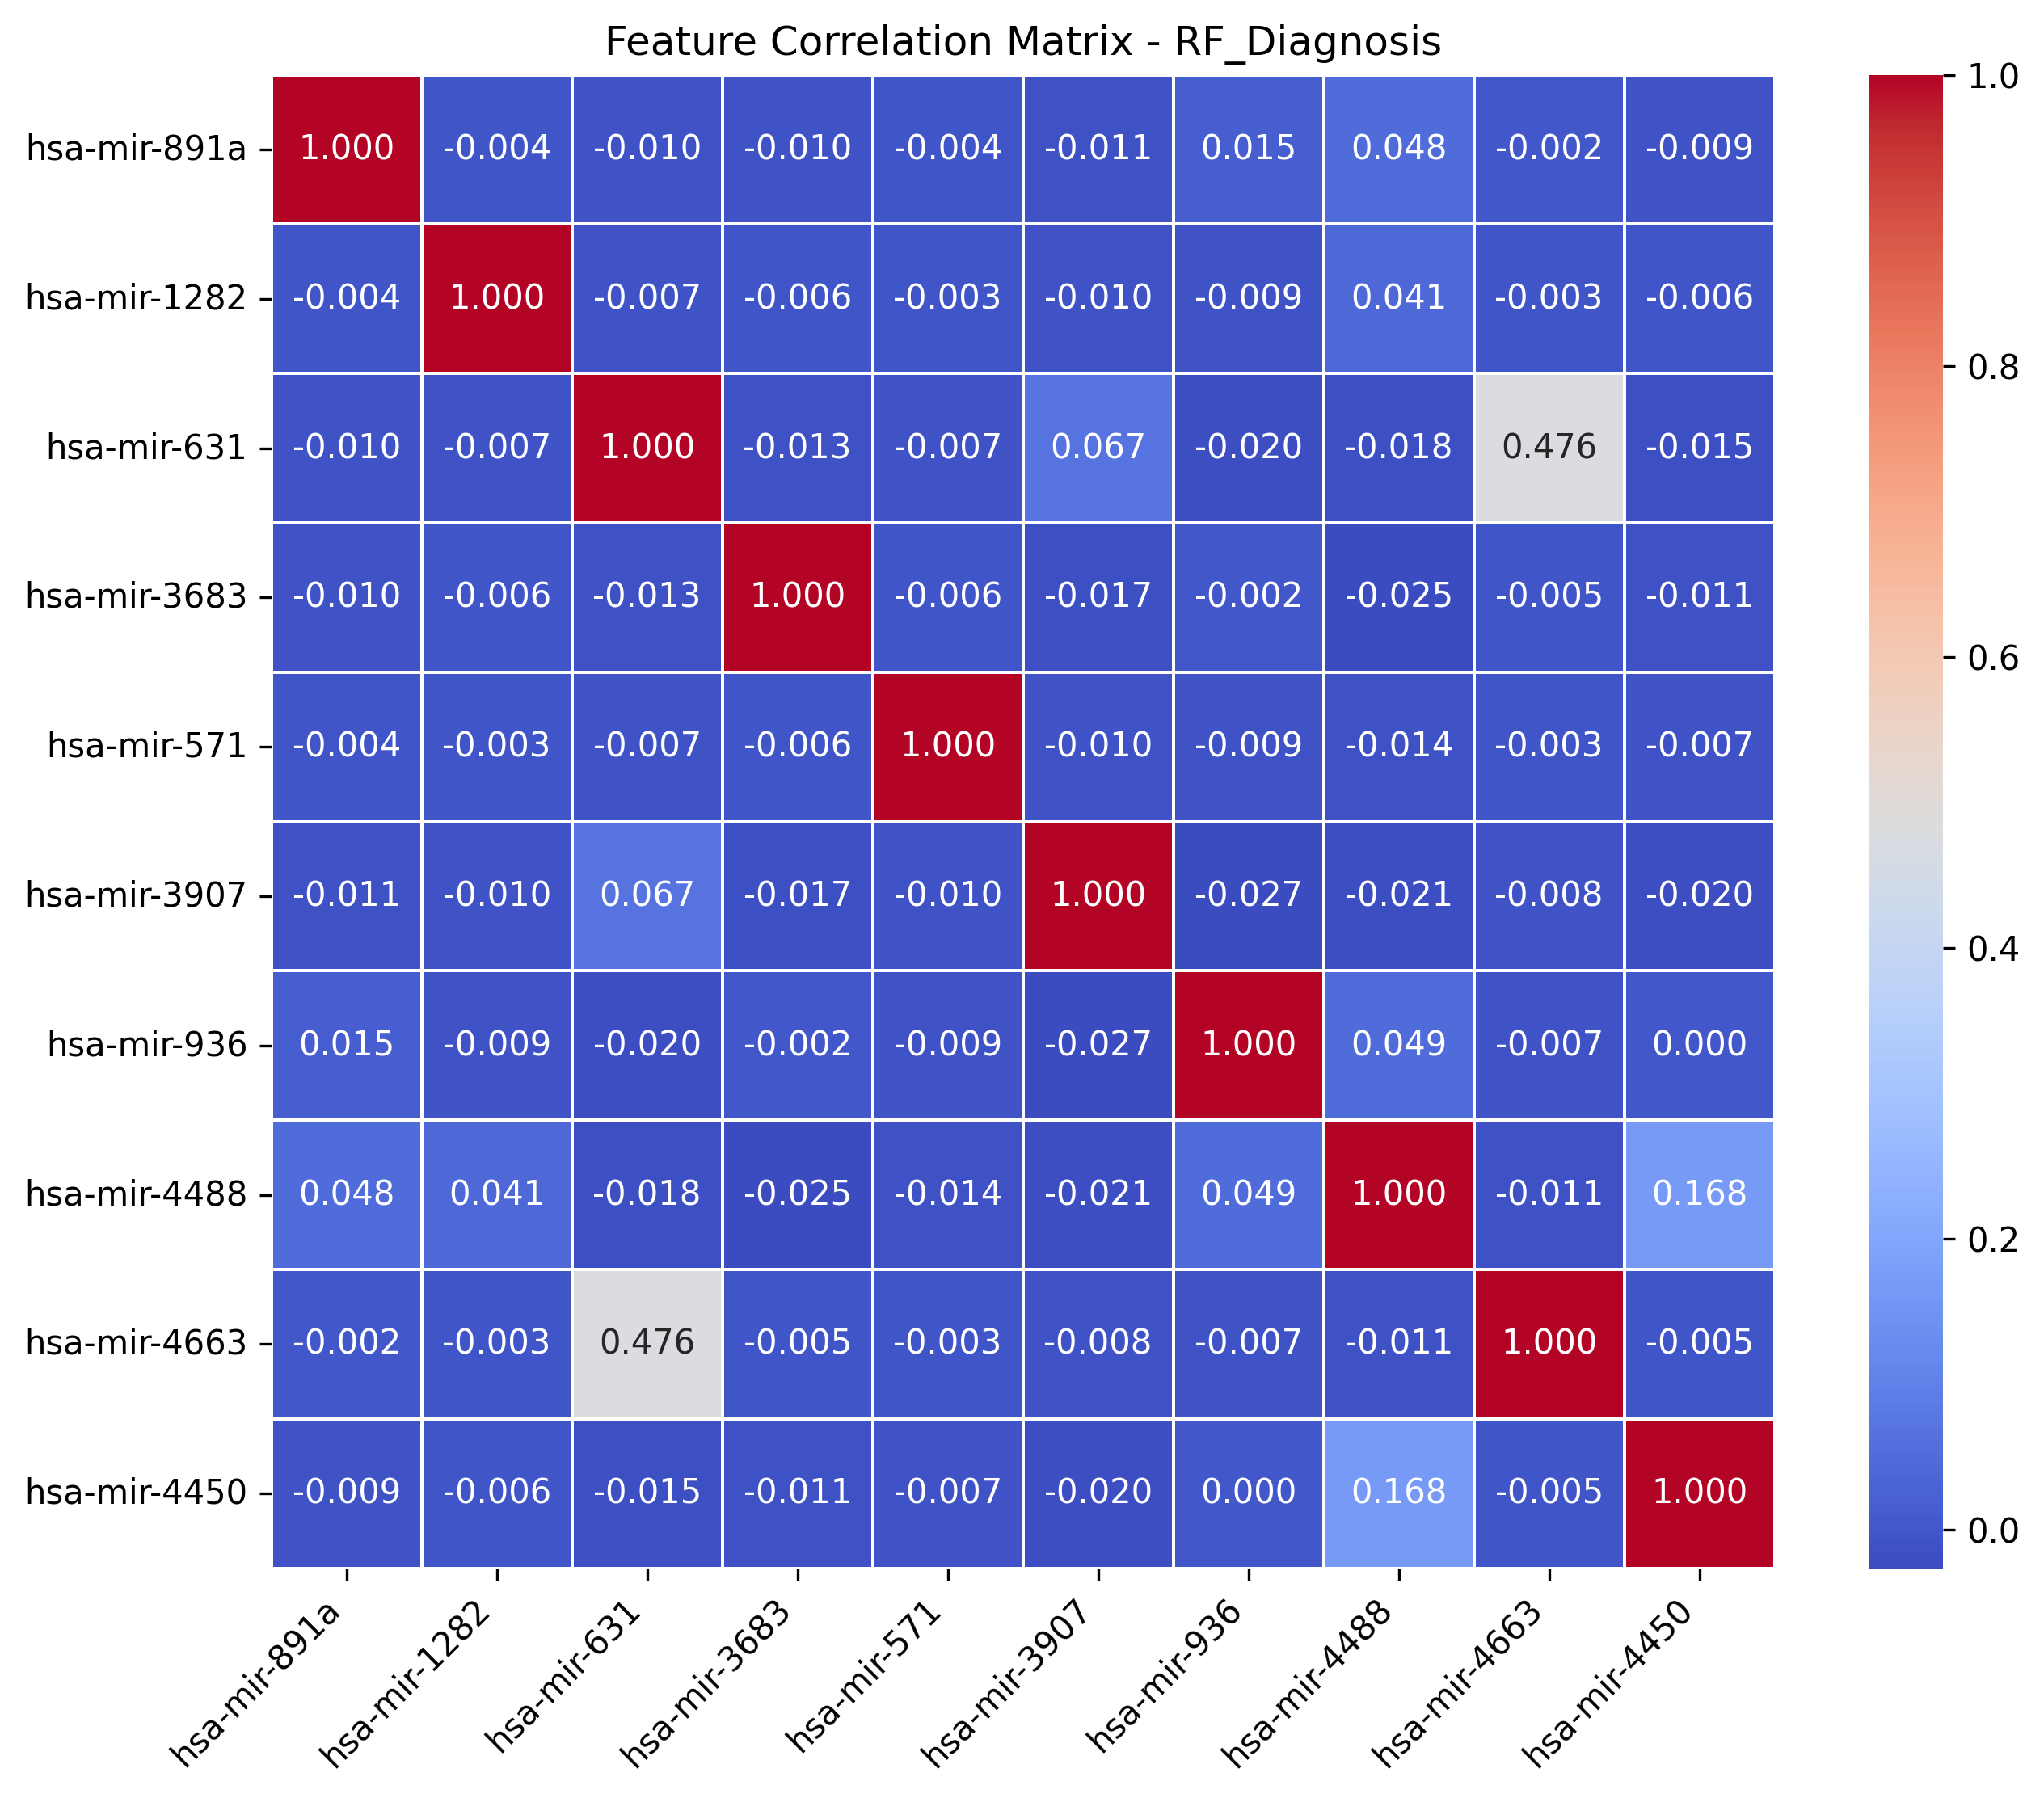 Feature Correlation Matrix - RF_Diagnosis
hsa-mir-891a 1.000 -0.004 -0.010 -0.010 -0.004 -0.011 0.015 0.048 -0.002 -0.009
hsa-mir-1282 -0.004 1.000 -0.007 -0.006 -0.003 -0.010 -0.009 0.041 -0.003 -0.006
hsa-mir-631 -0.010 -0.007 1.000 -0.013 -0.007 0.067 -0.020 -0.018 0.476 -0.015
hsa-mir-3683 -0.010 -0.006 -0.013 1.000 -0.006 -0.017 -0.002 -0.025 -0.005 -0.011
hsa-mir-571 -0.004 -0.003 -0.007 -0.006 1.000 -0.010 -0.009 -0.014 -0.003 -0.007
hsa-mir-3907 -0.011 -0.010 0.067 -0.017 -0.010 1.000 -0.027 -0.021 -0.008 -0.020
hsa-mir-936 0.015 -0.009 -0.020 -0.002 -0.009 -0.027 1.000 0.049 -0.007 0.000
hsa-mir-4488 0.048 0.041 -0.018 -0.025 -0.014 -0.021 0.049 1.000 -0.011 0.168
hsa-mir-4663 -0.002 -0.003 0.476 -0.005 -0.003 -0.008 -0.007 -0.011 1.000 -0.005
hsa-mir-4450 -0.009 -0.006 -0.015 -0.011 -0.007 -0.020 0.000 0.168 -0.005 1.000
hsa-mir-891a hsa-mir-1282 hsa-mir-631 hsa-mir-3683 hsa-mir-571 hsa-mir-3907 hsa-mir-936 hsa-mir-4488 hsa-mir-4663 hsa-mir-4450
1.0
0.8
0.6
0.4
0.2
0.0